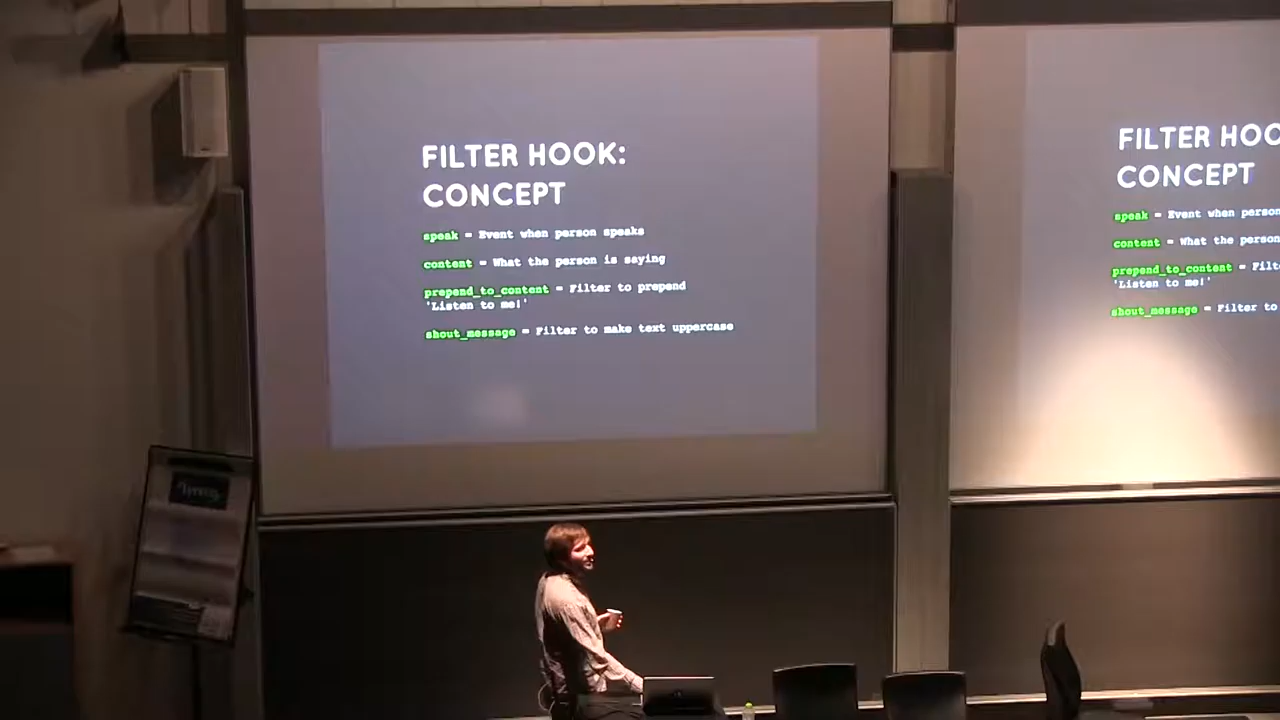 FILTER HOOK:
CONCEPT
speak = Event when person speaks
content = What the person is saying
prepend_to_content = Filter to prepend
'Listen to me!'
shout_message = Filter to make text uppercase
FILTER HOO
CONCEPT
speak = Event when person
content = What the person
prepend_to_content = Filt
'Listen to me!'
shout_message = Filter to